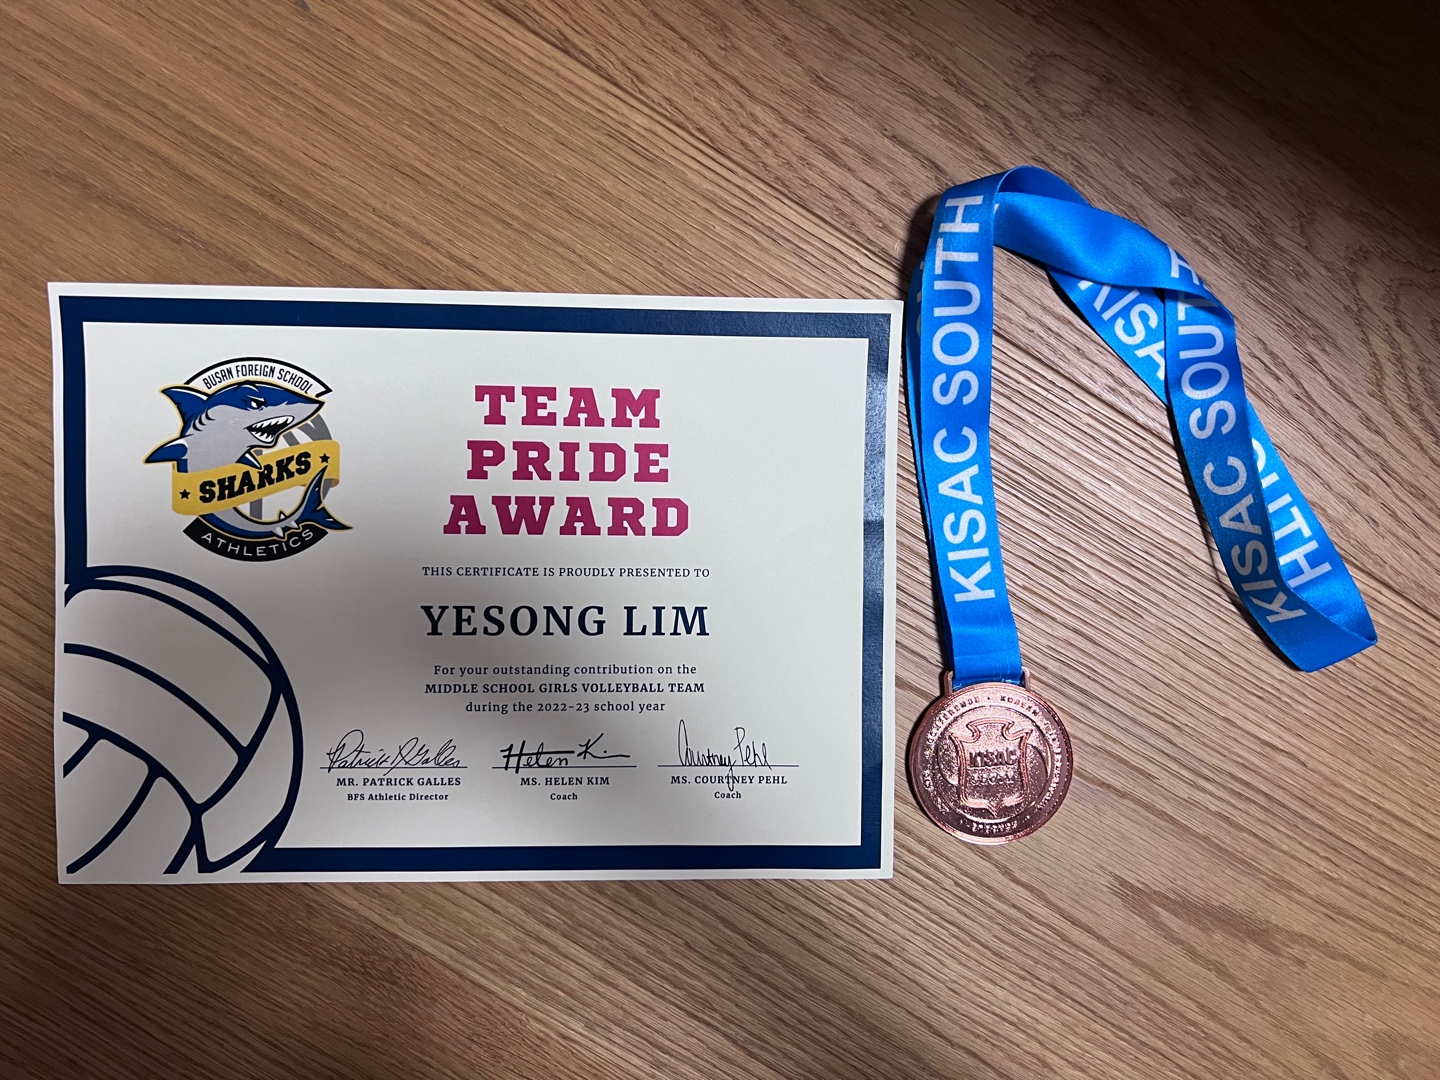 BUSAN FOREIGN SCHOOL
SHARKS
ATHLETICS
TEAM
PRIDE
AWARD
THIS CERTIFICATE IS PROUDLY PRESENTED TO
YESONG LIM
For your outstanding contribution on the
MIDDLE SCHOOL GIRLS VOLLEYBALL TEAM
during the 2022-23 school year
Patrick Galles
Helen Kim
Courtney Pehl
MR. PATRICK GALLES
MS. HELEN KIM
MS. COURTNEY PEHL
BFS Athletic Director
Coach
Coach
KISAC SOUTH
KISAC SOUTH
KISA
UTH
KISAC